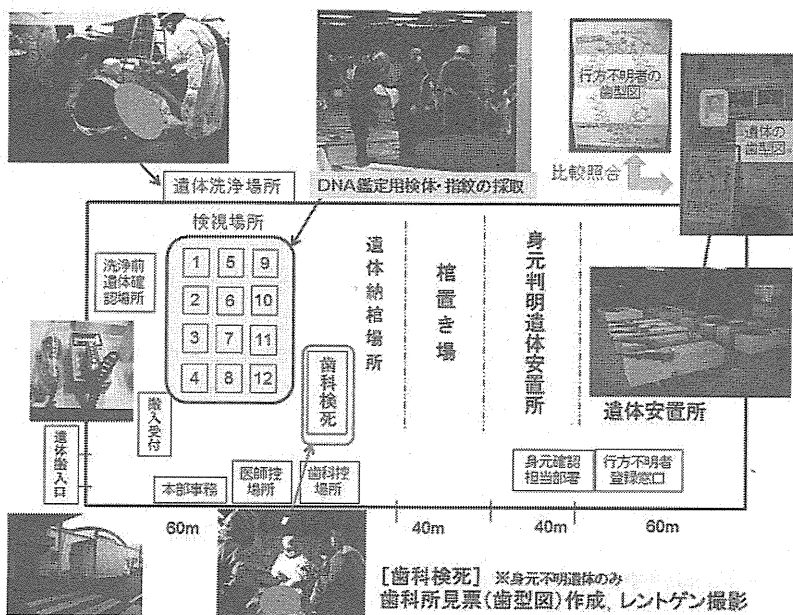 行方不明者の
歯型図
遺体の
歯型図
比較照合
遺体洗浄場所
DNA鑑定用検体・指紋の採取
検視場所
洗浄前
遺体確
認場所
1 5 9
2 6 10
3 7 11
4 8 12
歯科検死
遺体納棺場所
棺置き場
身元判明遺体安置所
遺体安置所
搬入受付
遺体搬入口
本部事務
医師控
場所
歯科控
場所
身元確認
担当部署
行方不明者
登録窓口
60m 40m 40m 60m
[歯科検死] ※身元不明遺体のみ
歯科所見票(歯型図)作成, レントゲン撮影